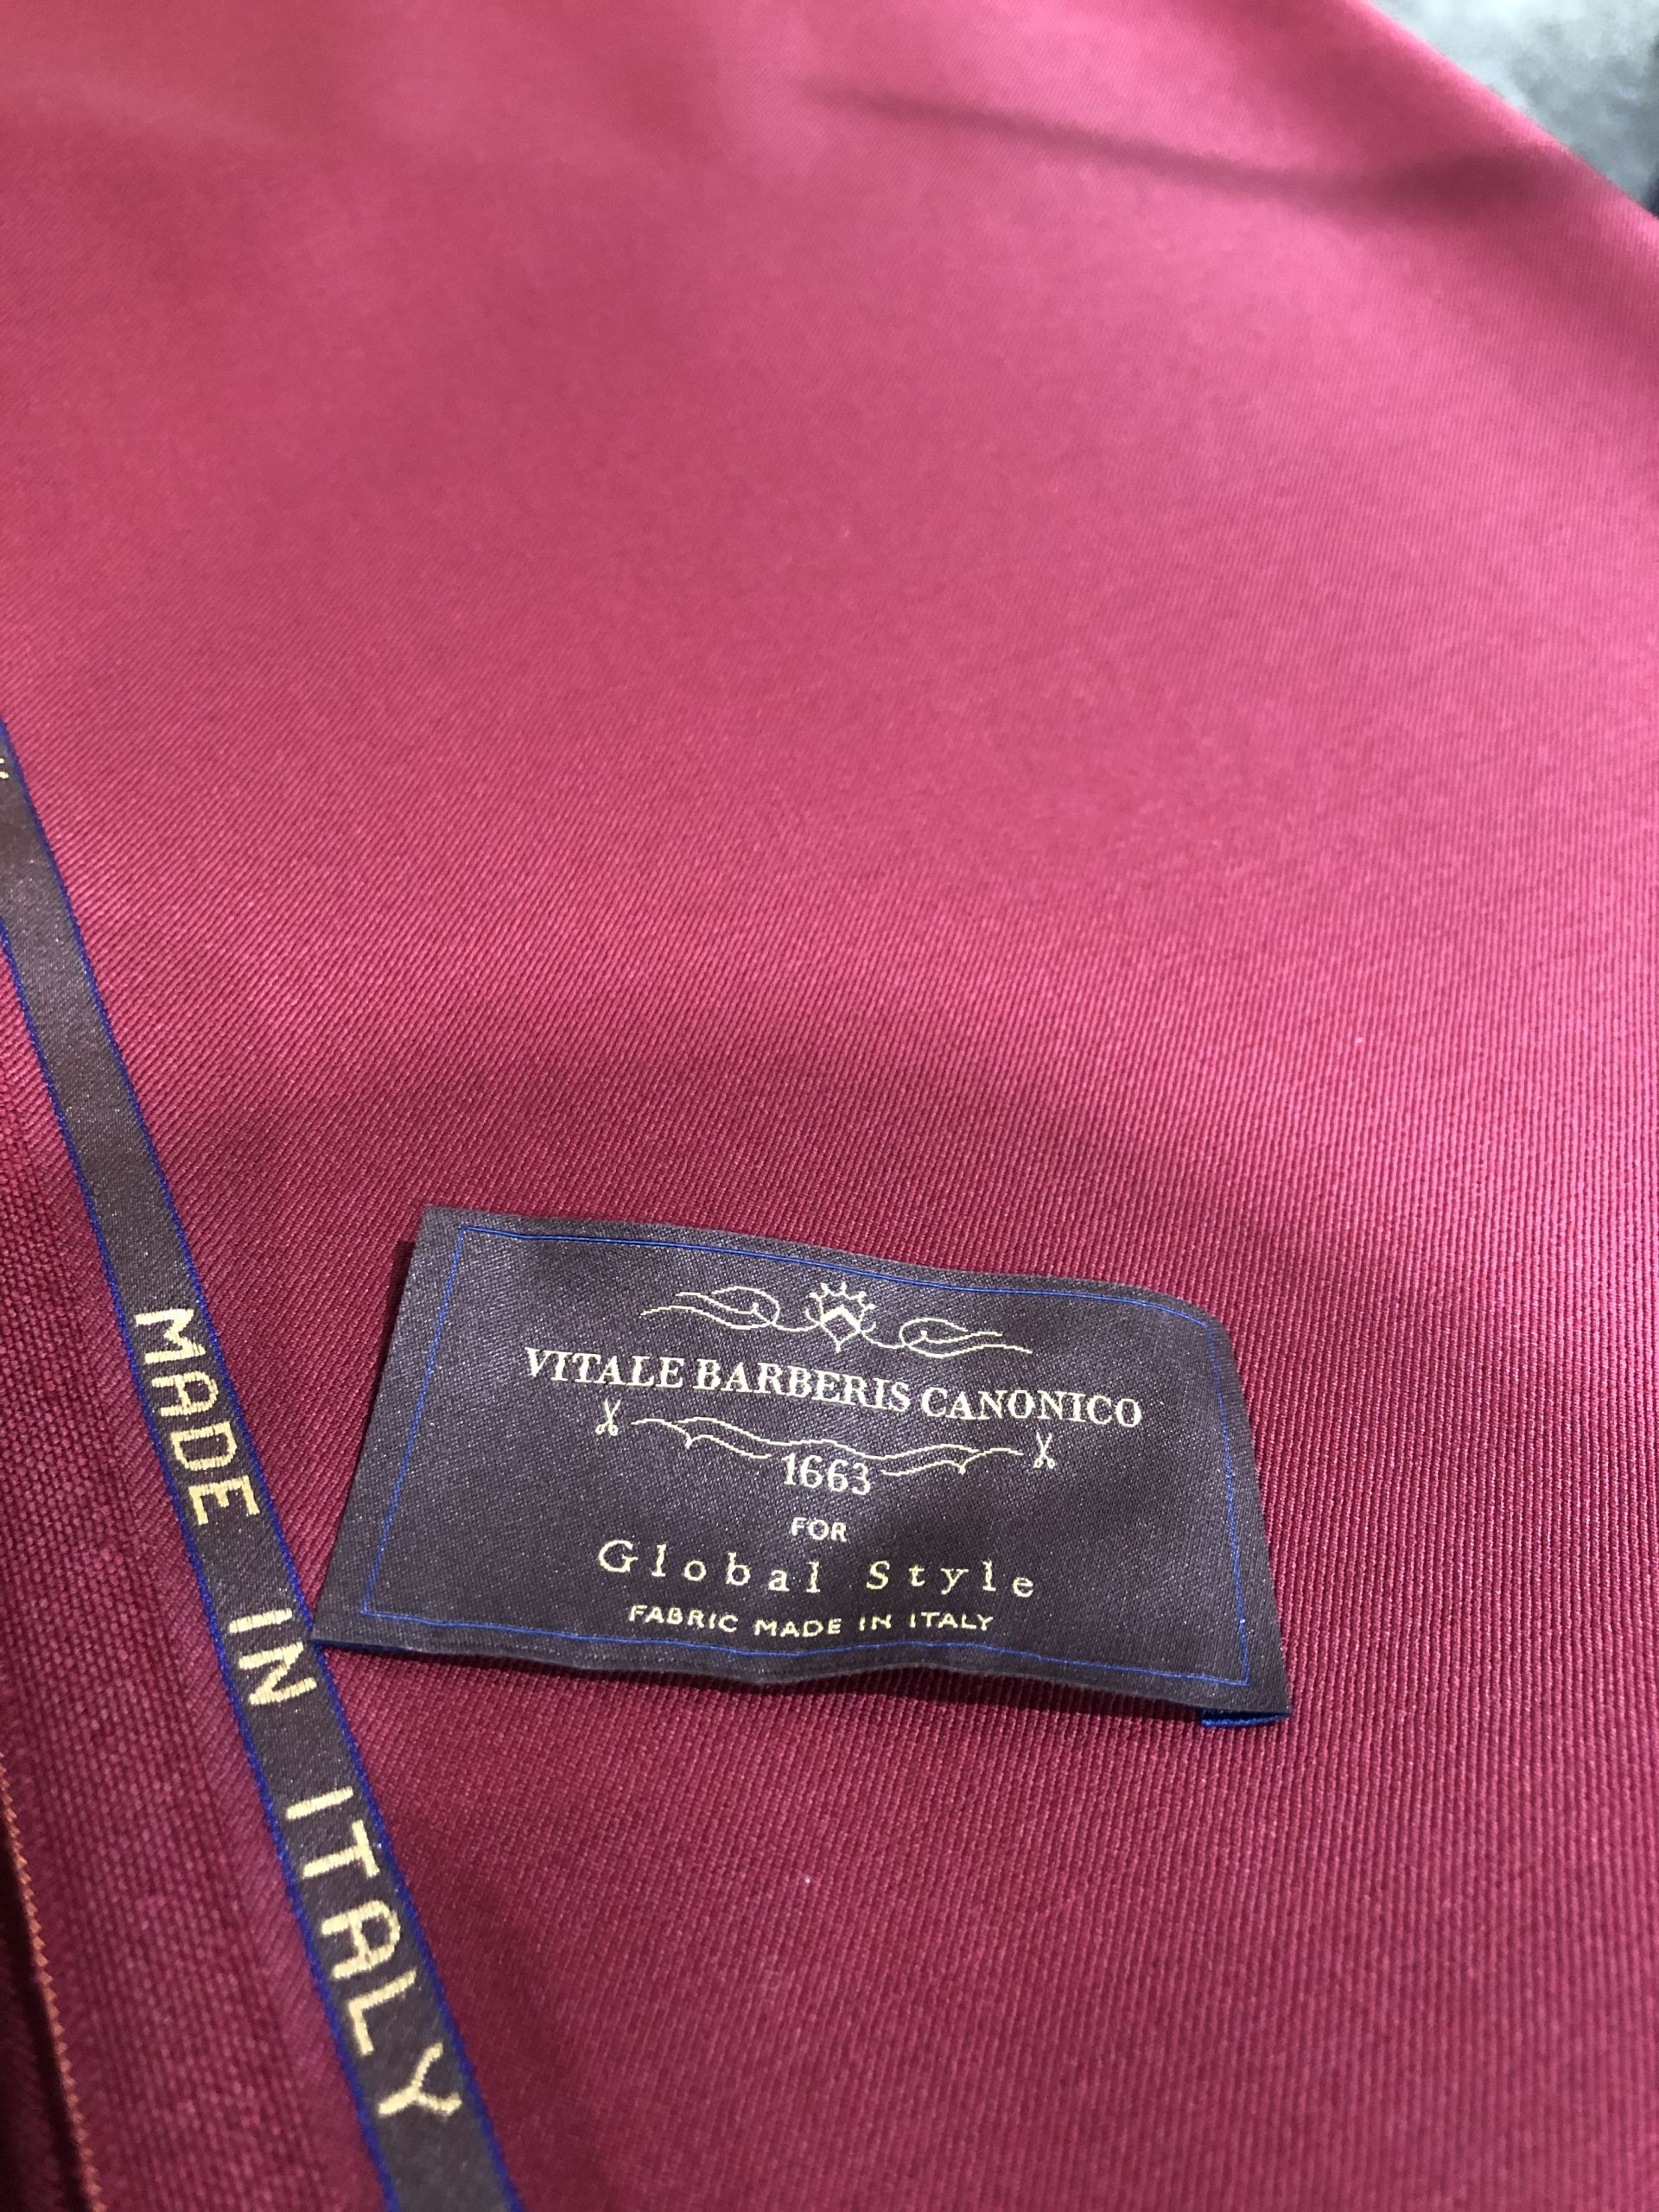 VITALE BARBERIS CANONICO
1663
FOR
Global Style
FABRIC MADE IN ITALY
MADE IN ITALY